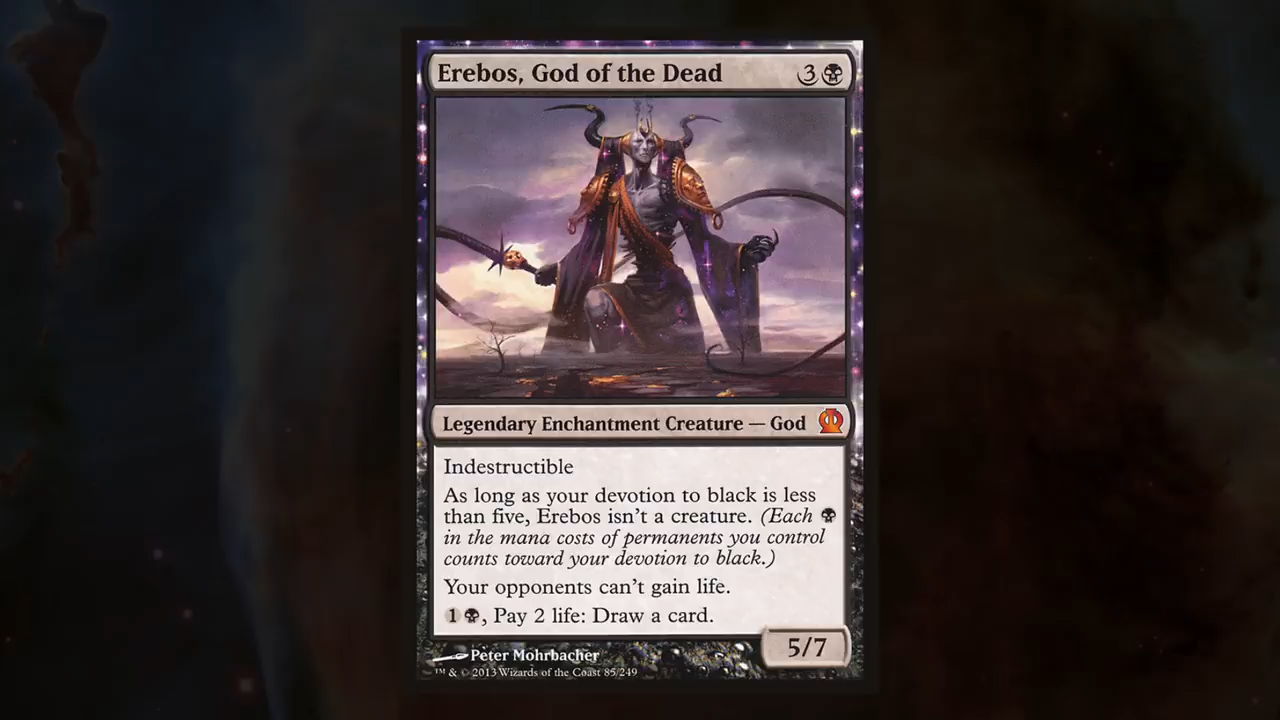 Erebos, God of the Dead 3
Legendary Enchantment Creature — God
Indestructible
As long as your devotion to black is less
than five, Erebos isn't a creature. (Each
in the mana costs of permanents you control
counts toward your devotion to black.)
Your opponents can't gain life.
1, Pay 2 life: Draw a card.
5/7
Peter Mohrbacher
™ & © 2013 Wizards of the Coast 85/249